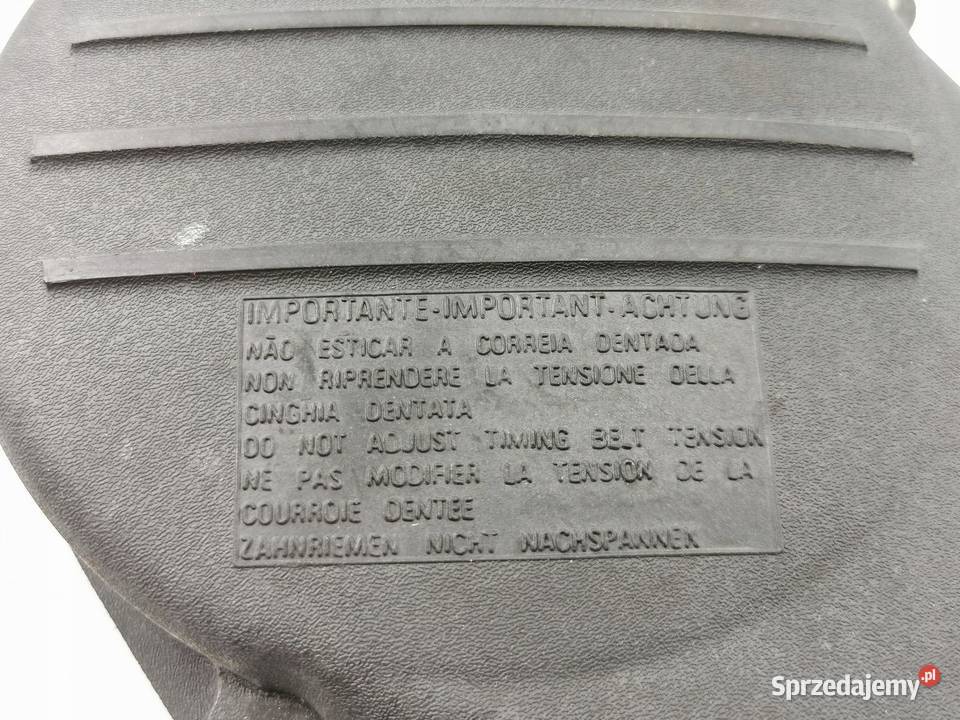 IMPORTANTE-IMPORTANT-ACHTUNG
NÃO ESTICAR A CORREIA DENTADA
NON RIPRENDERE LA TENSIONE DELLA
CINGHIA DENTATA
DO NOT ADJUST TIMING BELT TENSION
NE PAS MODIFIER LA TENSION DE LA
COURROIE DENTEE
ZAHNRIEMEN NICHT NACHSPANNEN
Sprzedajemy.pl